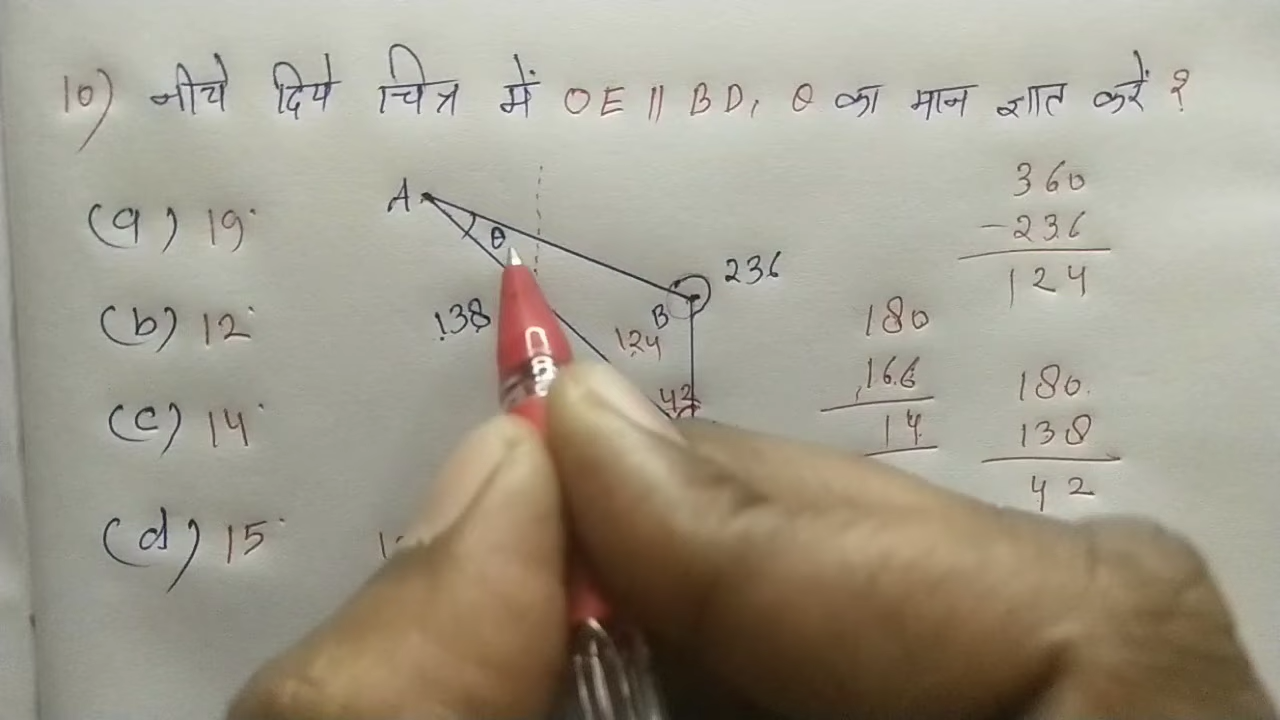 10) नीचे दिये चित्र में OE || BD, θ का मान ज्ञात करें ?
(a) 19°
(b) 12°
(c) 14°
(d) 15°
A
θ
138
B
236
124
42
360
-236
124
180
166
14
180
138
42